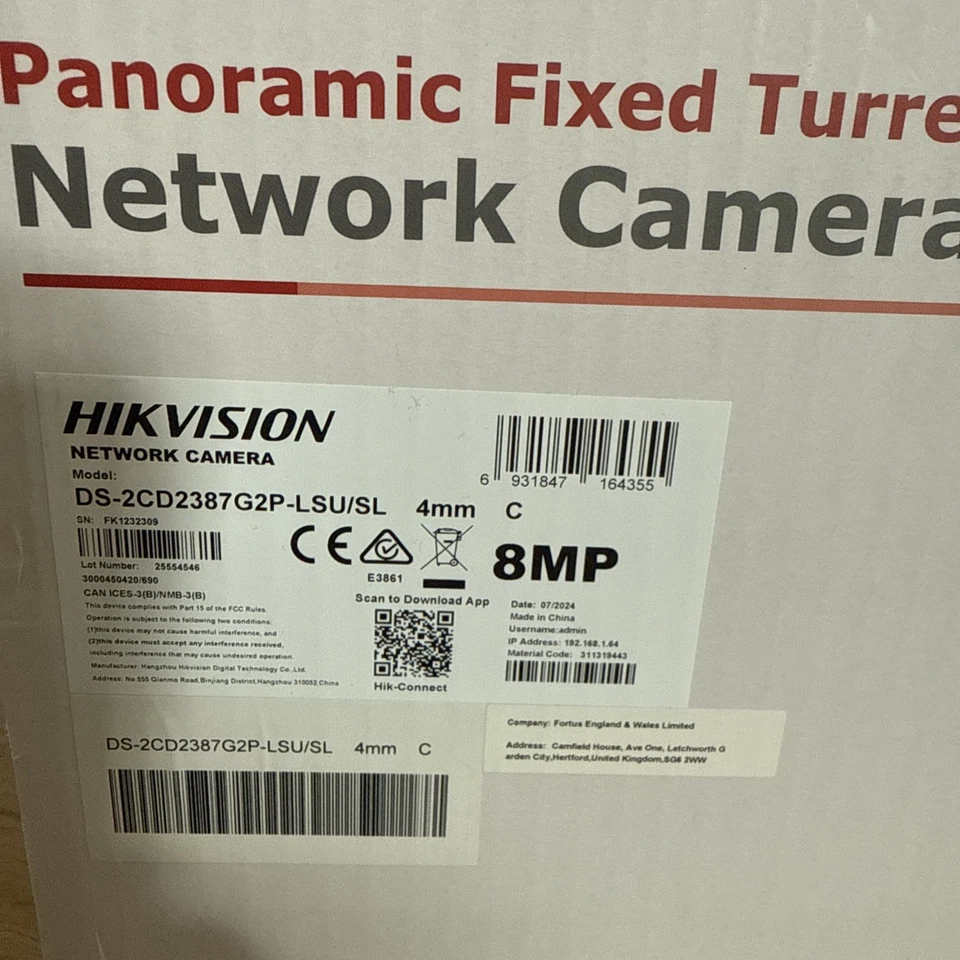 Panoramic Fixed Turre
Network Camera
HIKVISION
NETWORK CAMERA
Model:
DS-2CD2387G2P-LSU/SL 4mm C
SN: FK1232309
Lot Number: 25554546
3000450420/690
CAN ICES-3(B)/NMB-3(B)
This device complies with Part 15 of the FCC Rules.
Operation is subject to the following two conditions:
(1)this device may not cause harmful interference, and
(2)this device must accept any interference received,
including interference that may cause undesired operation.
Manufacturer: Hangzhou Hikvision Digital Technology Co.,Ltd.
Address: No.555 Qianmo Road,Binjiang District,Hangzhou 310052,China
6 931847 164355
CE
E3861
8MP
Scan to Download App
Hik-Connect
Date: 07/2024
Made in China
Username:admin
IP Address: 192.168.1.64
Material Code: 311319443
DS-2CD2387G2P-LSU/SL 4mm C
Company: Fortus England & Wales Limited
Address: Camfield House, Ave One, Letchworth G
arden City,Hertford,United Kingdom,SG6 2WW